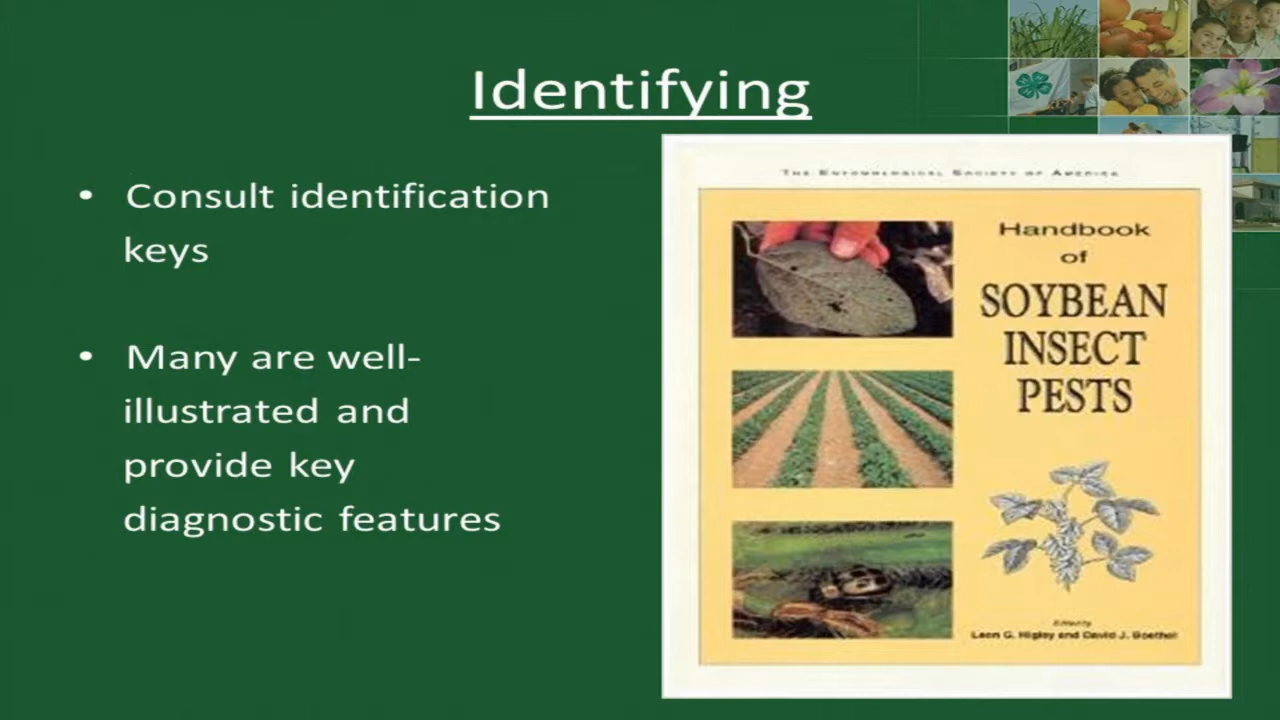 Identifying
• Consult identification
keys
• Many are well-
illustrated and
provide key
diagnostic features
THE ENTOMOLOGICAL SOCIETY OF AMERICA
Handbook
of
SOYBEAN
INSECT
PESTS
Edited by
Leon G. Higley and David J. Boethel